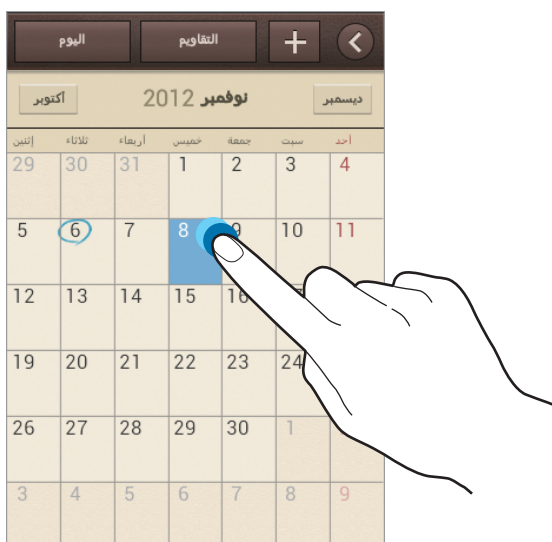 اليوم التقاويم +
أكتوبر نوفمبر 2012 ديسمبر
إثنين ثلاثاء أربعاء خميس جمعة سبت أحد
29 30 31 1 2 3 4
5 6 7 8 9 10 11
12 13 14 15 16
19 20 21 22 23 24
26 27 28 29 30 1
3 4 5 6 7 8 9